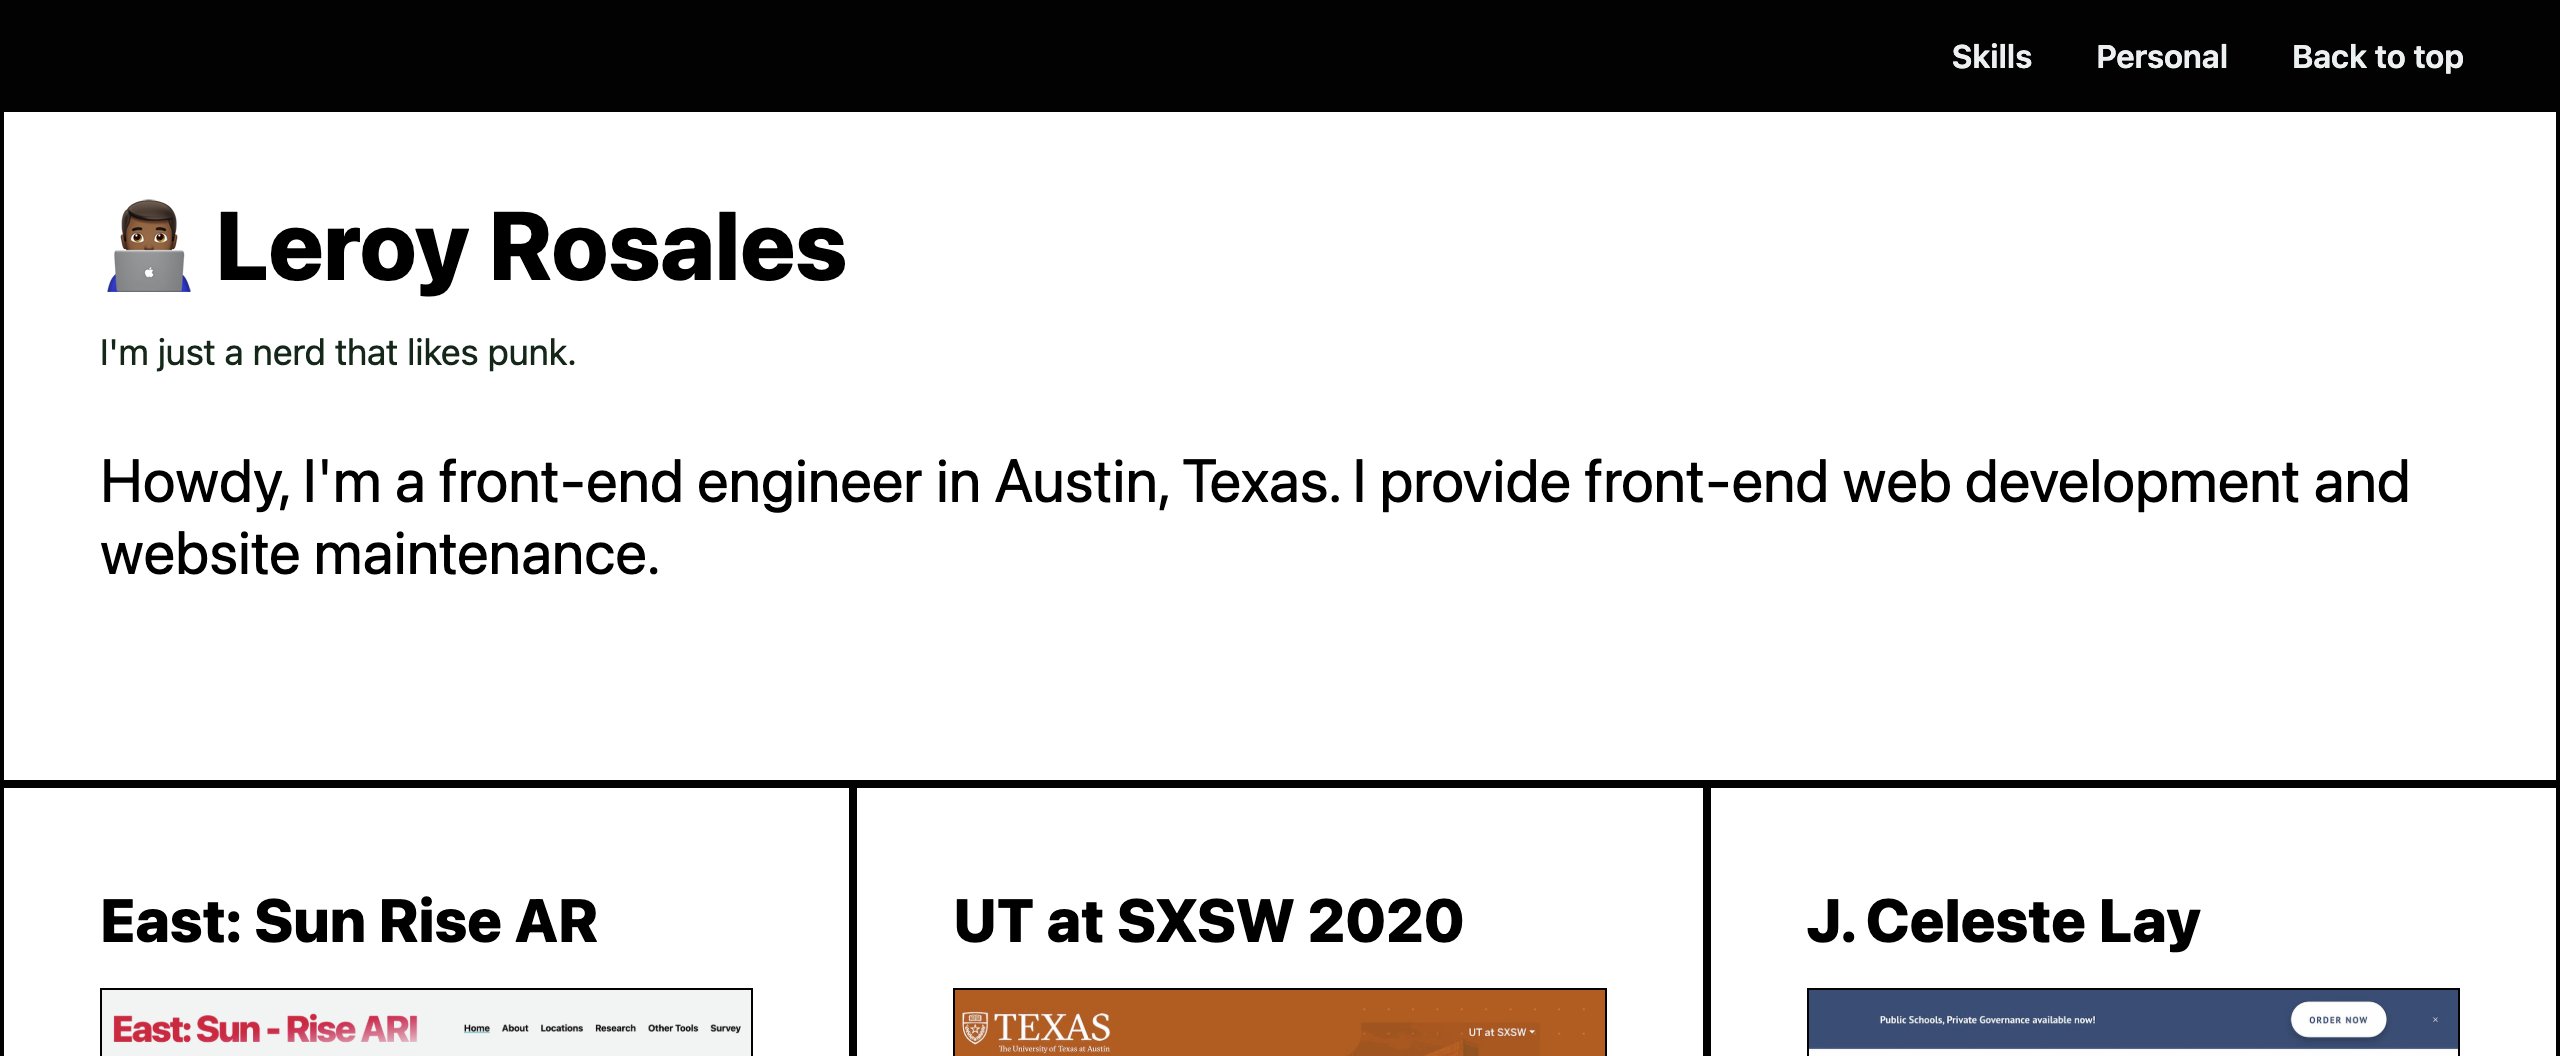 Skills Personal Back to top
Leroy Rosales
I'm just a nerd that likes punk.
Howdy, I'm a front-end engineer in Austin, Texas. I provide front-end web development and
website maintenance.
East: Sun Rise AR
East: Sun - Rise ARI
Home About Locations Research Other Tools Survey
UT at SXSW 2020
TEXAS
The University of Texas at Austin
UT at SXSW
J. Celeste Lay
Public Schools, Private Governance available now!
ORDER NOW
×